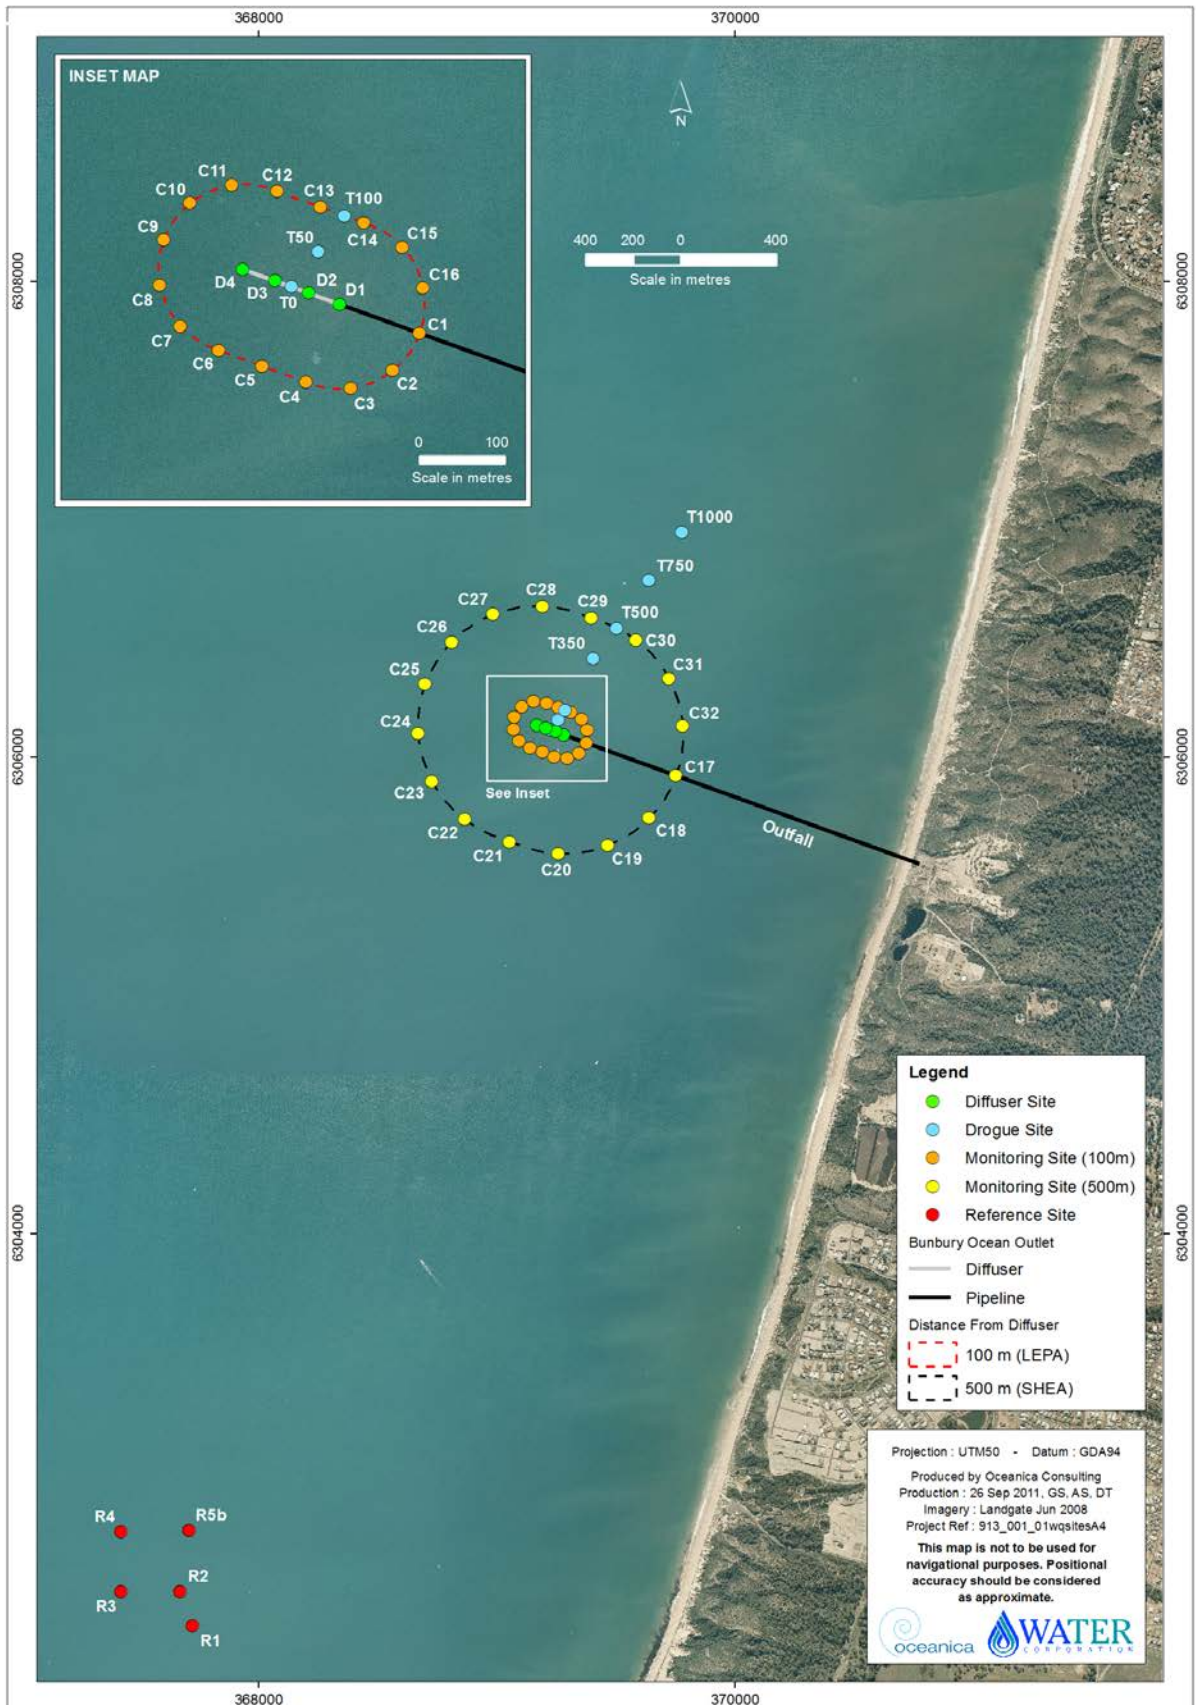 368000
370000
INSET MAP
N
C11
C12
C13
T100
C10
C14
C9
C15
T50
C16
D4
D3
T0
D2
D1
C8
C1
C7
C6
C5
C2
C4
C3
0 100
Scale in metres
400 200 0 400
Scale in metres
6308000
6308000
T1000
T750
C28
C27
C29
T500
C26
C30
T350
C25
C31
C24
C32
C17
See Inset
C23
C22
C18
C21
C19
C20
Outfall
6306000
6306000
Legend
Diffuser Site
Drogue Site
Monitoring Site (100m)
Monitoring Site (500m)
Reference Site
Bunbury Ocean Outlet
Diffuser
Pipeline
Distance From Diffuser
100 m (LEPA)
500 m (SHEA)
6304000
6304000
R4
R5b
R3
R2
R1
Projection : UTM50 - Datum : GDA94
Produced by Oceanica Consulting
Production : 26 Sep 2011, GS, AS, DT
Imagery : Landgate Jun 2008
Project Ref : 913_001_01wqsitesA4
This map is not to be used for
navigational purposes. Positional
accuracy should be considered
as approximate.
oceanica
WATER
CORPORATION
368000
370000